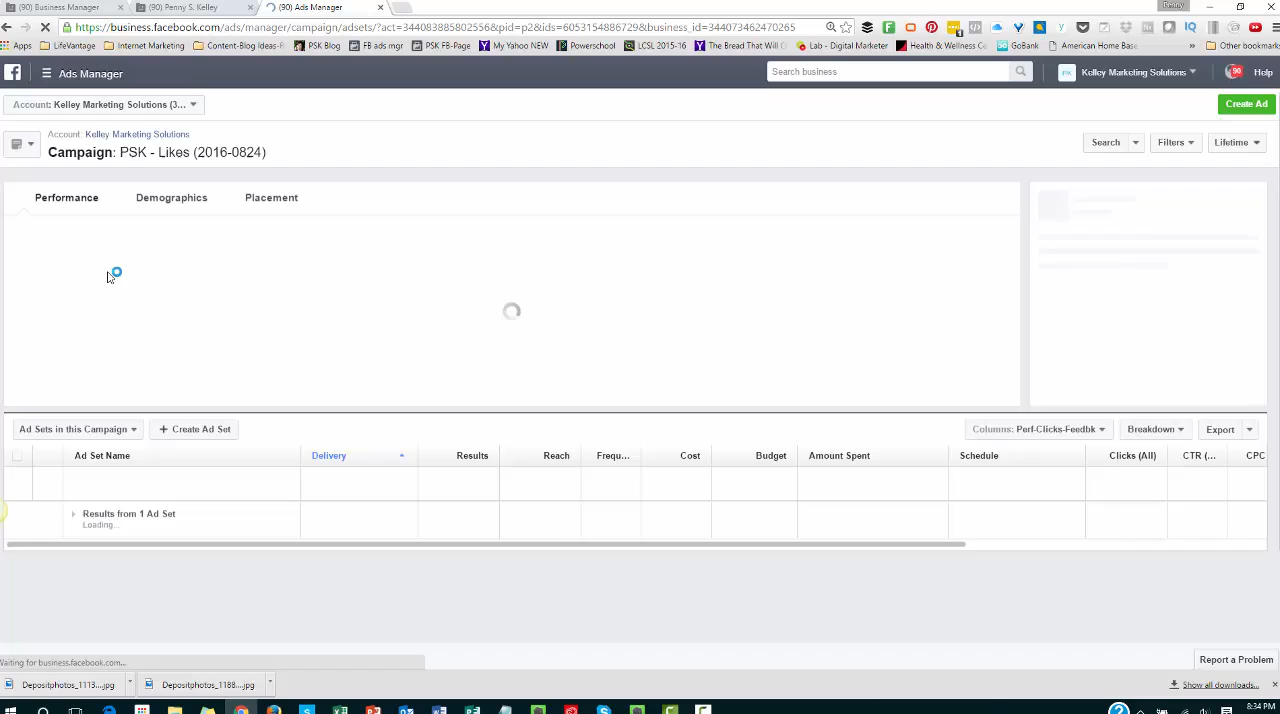 (90) Business Manager
(90) Penny S. Kelley
(90) Ads Manager
Penny
https://business.facebook.com/ads/manager/campaign/adsets/?act=344083858802556&pid=p2&ids=6053154886729&business_id=344073462470265
Apps
LifeVantage
Internet Marketing
Content-Blog-Ideas-F
PSK Blog
FB ads mgr
PSK FB-Page
My Yahoo NEW
Powerschool
LCSL 2015-16
The Bread That Will
Lab - Digital Marketer
Health & Wellness Ce
GoBank
American Home Base
Other bookmarks
Ads Manager
Search business
Kelley Marketing Solutions
90
Help
Account: Kelley Marketing Solutions (3...
Create Ad
Account: Kelley Marketing Solutions
Campaign: PSK - Likes (2016-0824)
Search
Filters
Lifetime
Performance
Demographics
Placement
Ad Sets in this Campaign
+ Create Ad Set
Columns: Perf-Clicks-Feedbk
Breakdown
Export
Ad Set Name
Delivery
Results
Reach
Frequ...
Cost
Budget
Amount Spent
Schedule
Clicks (All)
CTR (...
CPC
Results from 1 Ad Set
Loading...
Waiting for business.facebook.com...
Report a Problem
Depositphotos_1113....jpg
Depositphotos_1188....jpg
Show all downloads...
8:34 PM